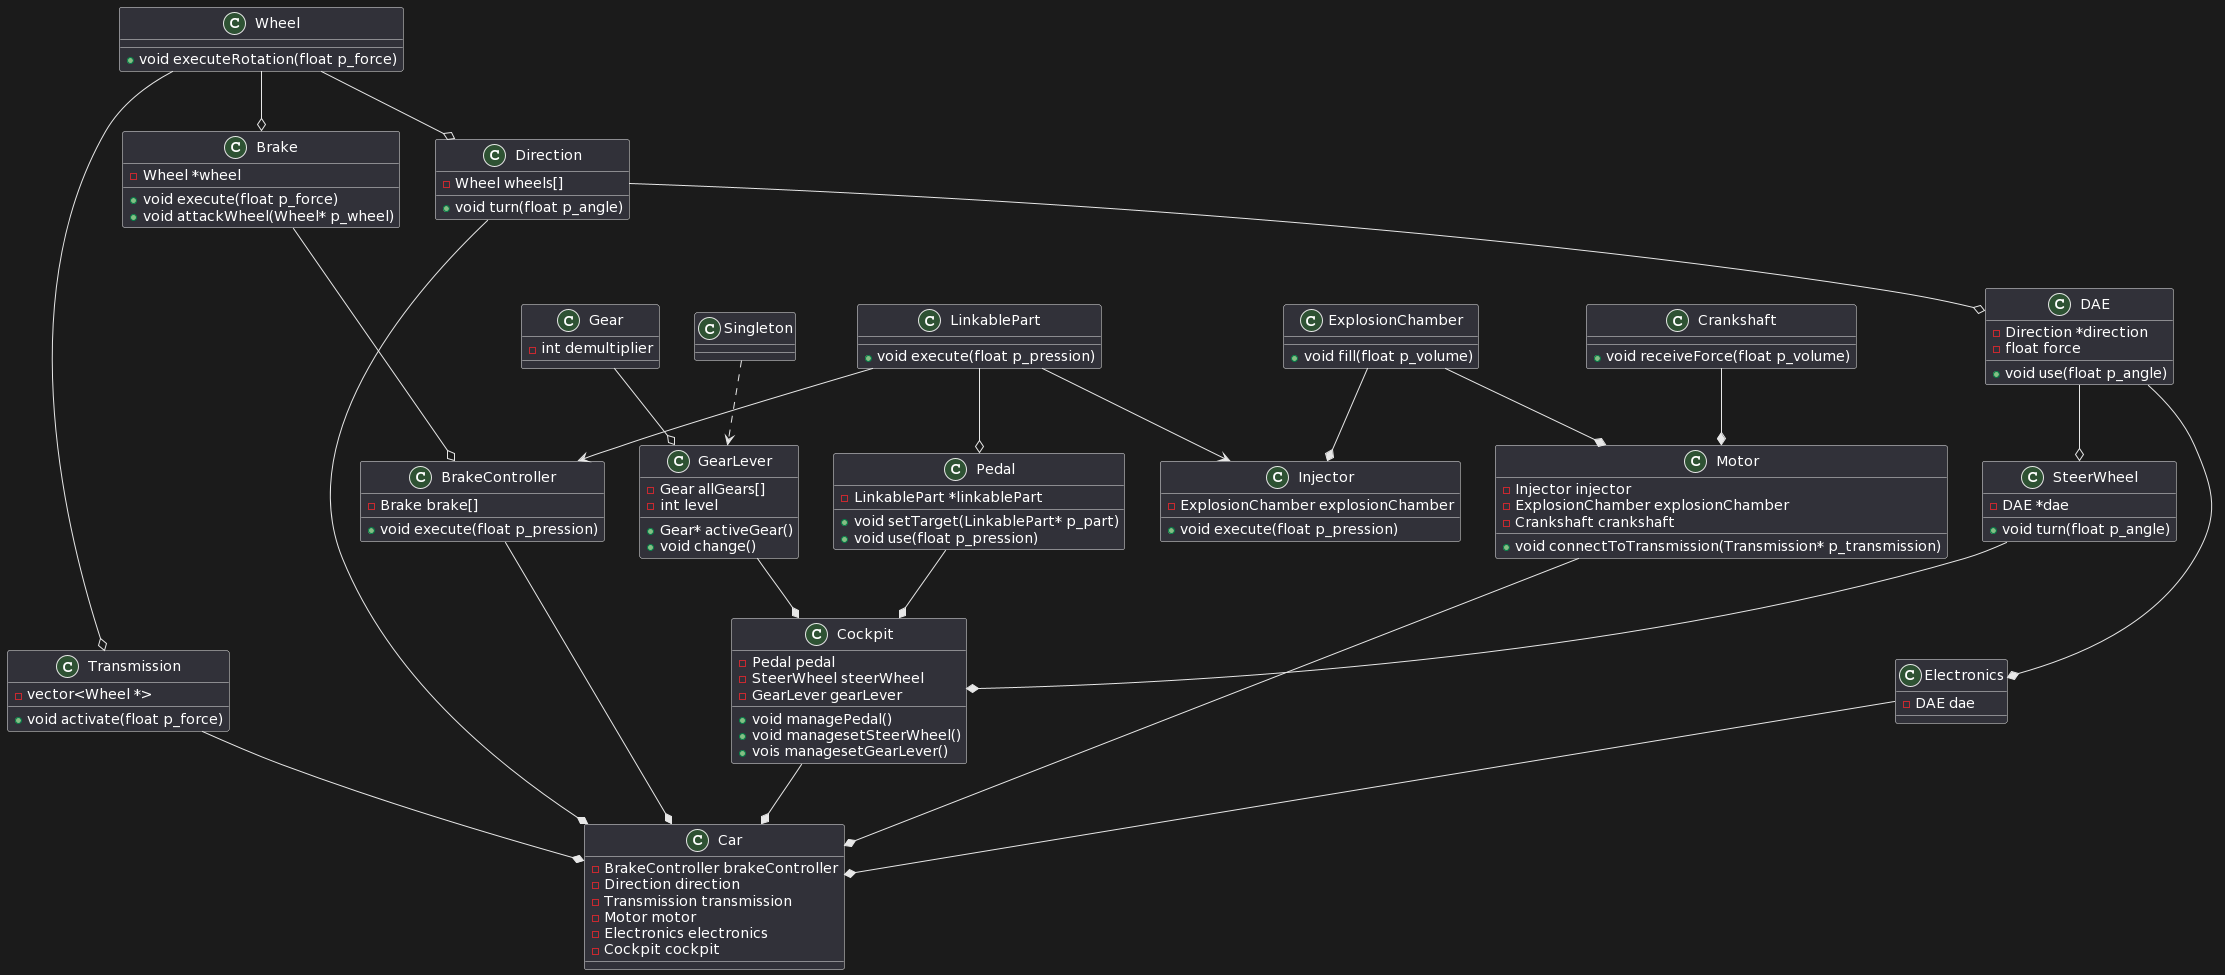 C Wheel
void executeRotation(float p_force)
C Brake
Wheel *wheel
void execute(float p_force)
void attackWheel(Wheel* p_wheel)
C Direction
Wheel wheels[]
void turn(float p_angle)
C Gear
int demultiplier
C Singleton
C LinkablePart
void execute(float p_pression)
C ExplosionChamber
void fill(float p_volume)
C Crankshaft
void receiveForce(float p_volume)
C DAE
Direction *direction
float force
void use(float p_angle)
C BrakeController
Brake brake[]
void execute(float p_pression)
C GearLever
Gear allGears[]
int level
Gear* activeGear()
void change()
C Pedal
LinkablePart *linkablePart
void setTarget(LinkablePart* p_part)
void use(float p_pression)
C Injector
ExplosionChamber explosionChamber
void execute(float p_pression)
C Motor
Injector injector
ExplosionChamber explosionChamber
Crankshaft crankshaft
void connectToTransmission(Transmission* p_transmission)
C SteerWheel
DAE *dae
void turn(float p_angle)
C Transmission
vector<Wheel *>
void activate(float p_force)
C Cockpit
Pedal pedal
SteerWheel steerWheel
GearLever gearLever
void managePedal()
void managesetSteerWheel()
vois managesetGearLever()
C Electronics
DAE dae
C Car
BrakeController brakeController
Direction direction
Transmission transmission
Motor motor
Electronics electronics
Cockpit cockpit